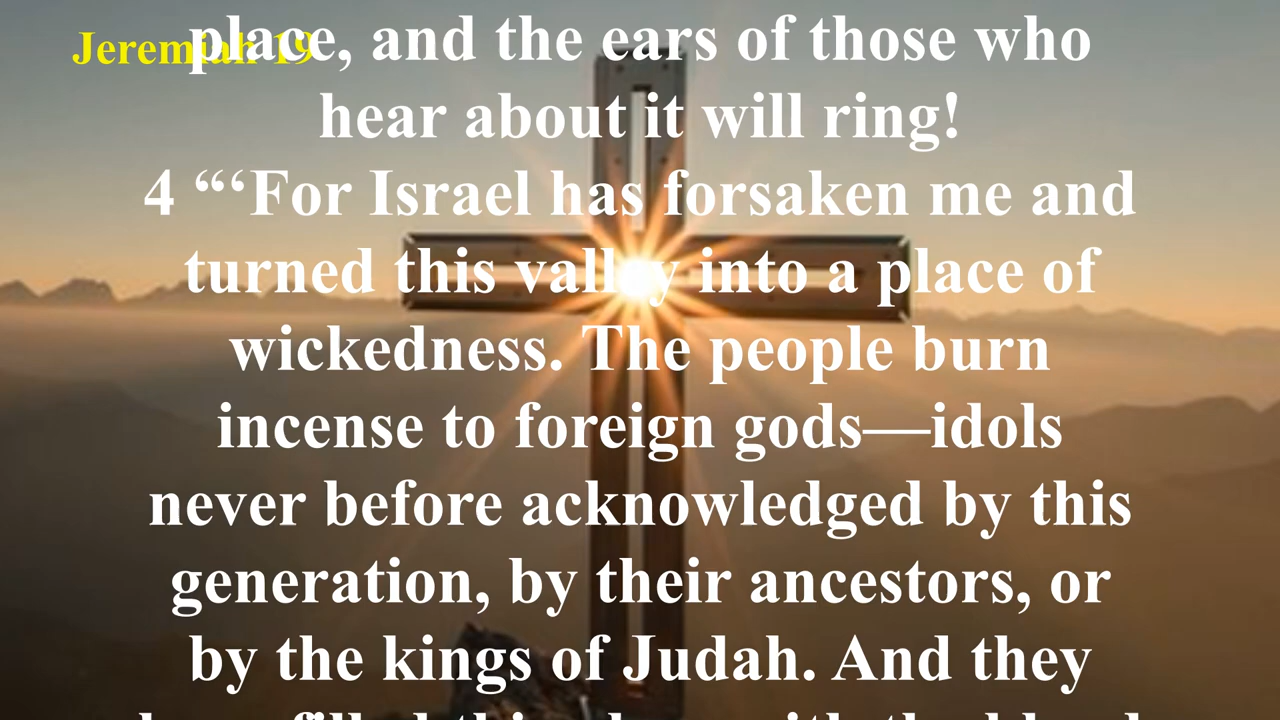 Jeremiah 19
place, and the ears of those who
hear about it will ring!
4 “‘For Israel has forsaken me and
turned this valley into a place of
wickedness. The people burn
incense to foreign gods—idols
never before acknowledged by this
generation, by their ancestors, or
by the kings of Judah. And they